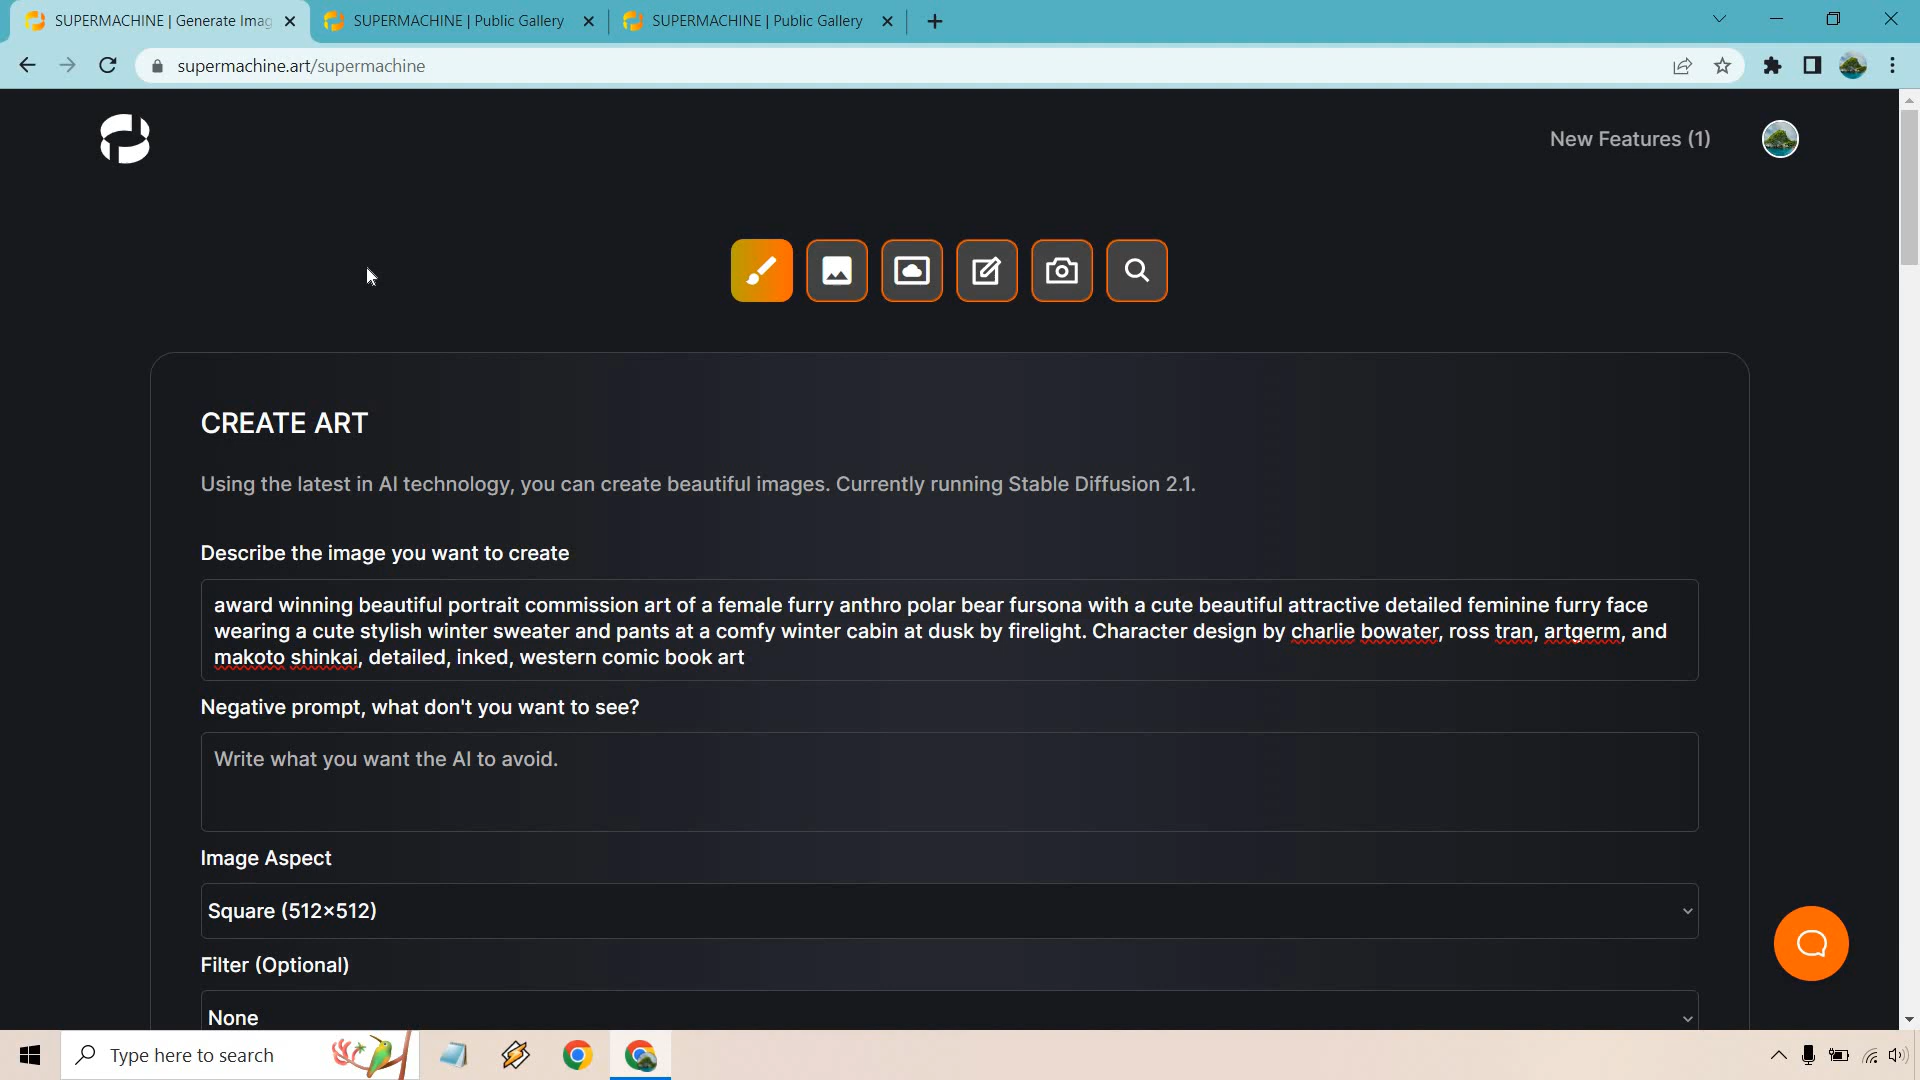 SUPERMACHINE | Generate Imag
SUPERMACHINE | Public Gallery
SUPERMACHINE | Public Gallery
supermachine.art/supermachine
New Features (1)
CREATE ART
Using the latest in AI technology, you can create beautiful images. Currently running Stable Diffusion 2.1.
Describe the image you want to create
award winning beautiful portrait commission art of a female furry anthro polar bear fursona with a cute beautiful attractive detailed feminine furry face
wearing a cute stylish winter sweater and pants at a comfy winter cabin at dusk by firelight. Character design by charlie bowater, ross tran, artgerm, and
makoto shinkai, detailed, inked, western comic book art
Negative prompt, what don't you want to see?
Write what you want the AI to avoid.
Image Aspect
Square (512×512)
Filter (Optional)
None
Type here to search